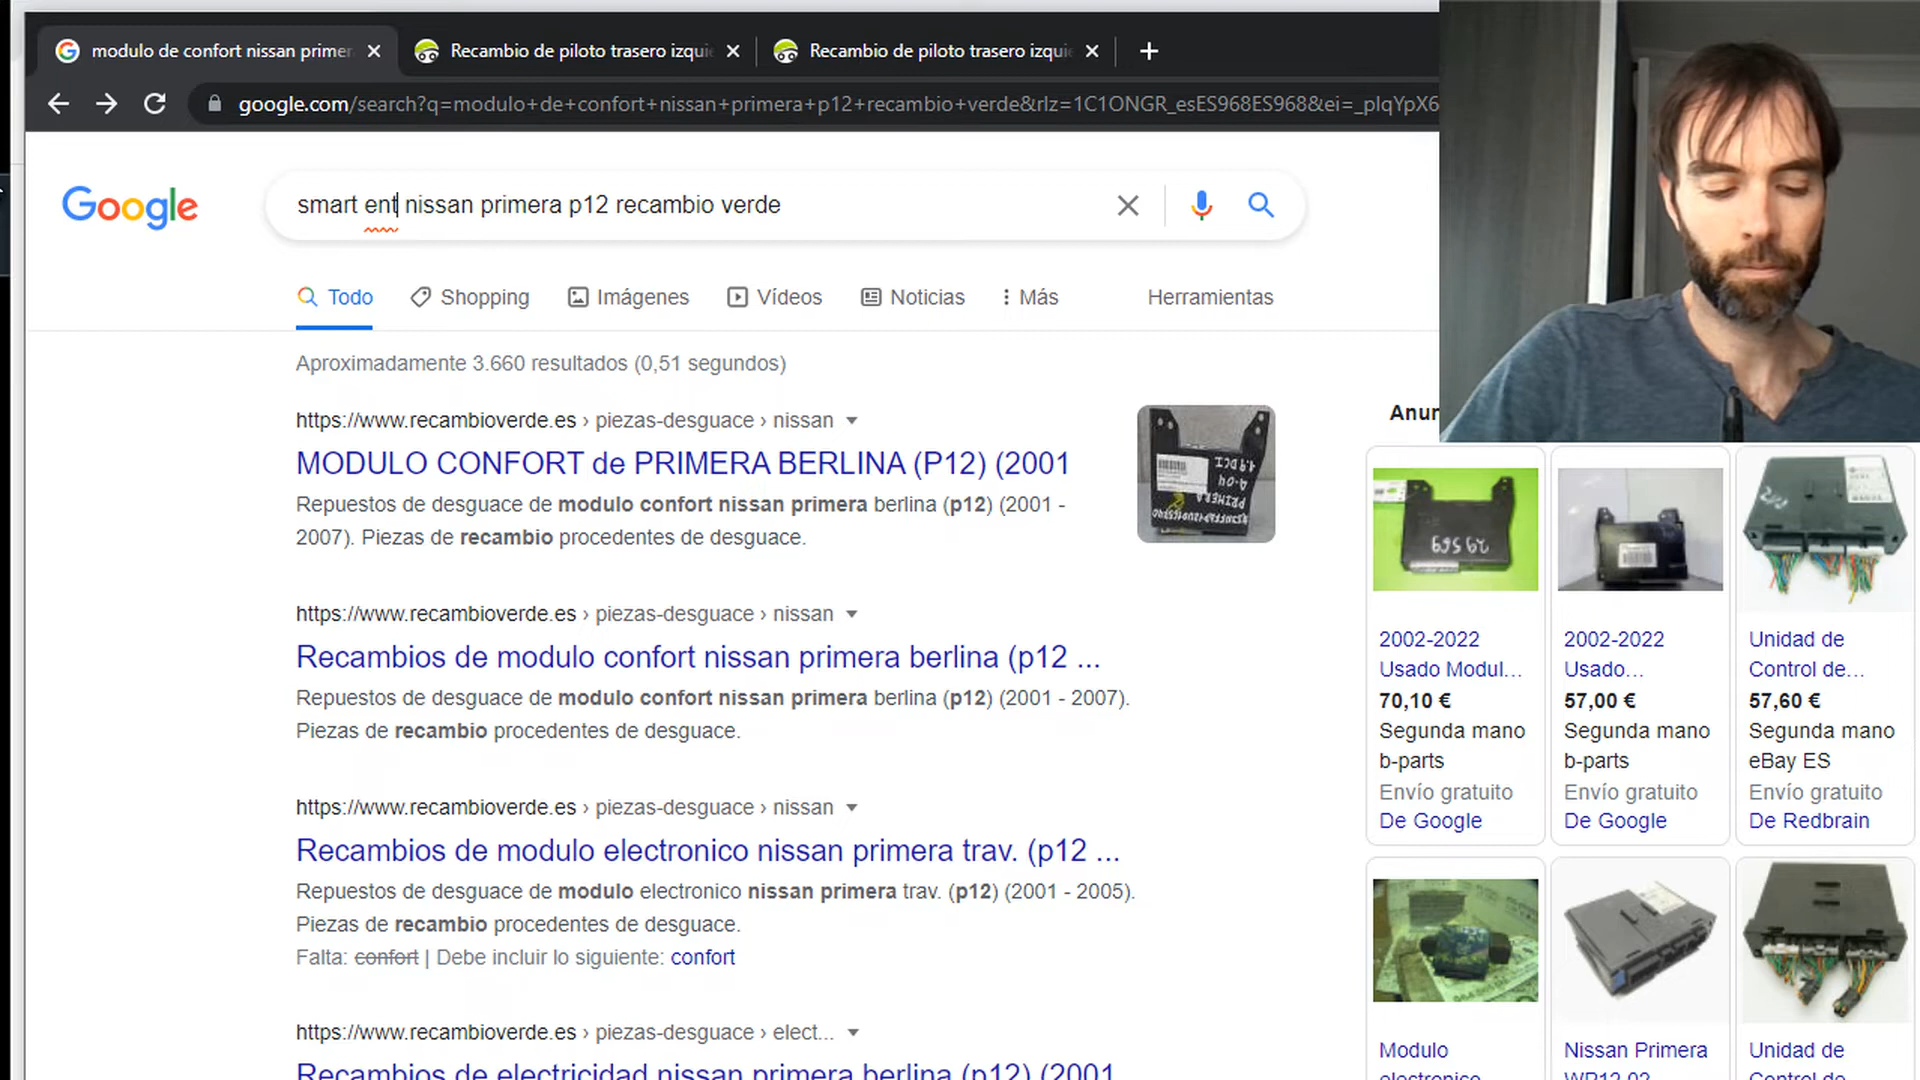 modulo de confort nissan primer
Recambio de piloto trasero izqui
Recambio de piloto trasero izqui
google.com/search?q=modulo+de+confort+nissan+primera+p12+recambio+verde&rlz=1C1ONGR_esES968ES968&ei=_pIqYpX6
Google
smart ent nissan primera p12 recambio verde
Todo
Shopping
Imágenes
Vídeos
Noticias
Más
Herramientas
Aproximadamente 3.660 resultados (0,51 segundos)
https://www.recambioverde.es › piezas-desguace › nissan
MODULO CONFORT de PRIMERA BERLINA (P12) (2001
Repuestos de desguace de modulo confort nissan primera berlina (p12) (2001 -
2007). Piezas de recambio procedentes de desguace.
https://www.recambioverde.es › piezas-desguace › nissan
Recambios de modulo confort nissan primera berlina (p12 ...
Repuestos de desguace de modulo confort nissan primera berlina (p12) (2001 - 2007).
Piezas de recambio procedentes de desguace.
https://www.recambioverde.es › piezas-desguace › nissan
Recambios de modulo electronico nissan primera trav. (p12 ...
Repuestos de desguace de modulo electronico nissan primera trav. (p12) (2001 - 2005).
Piezas de recambio procedentes de desguace.
Falta: confort | Debe incluir lo siguiente: confort
https://www.recambioverde.es › piezas-desguace › elect...
Recambios de electricidad nissan primera berlina (p12) (2001
PRIMERA
A-04
1.9 DCI
Anun
29569
2002-2022
Usado Modul...
70,10 €
Segunda mano
b-parts
Envío gratuito
De Google
2002-2022
Usado...
57,00 €
Segunda mano
b-parts
Envío gratuito
De Google
Unidad de
Control de...
57,60 €
Segunda mano
eBay ES
Envío gratuito
De Redbrain
Modulo
electronico
Nissan Primera
WP12 02
Unidad de
Control de